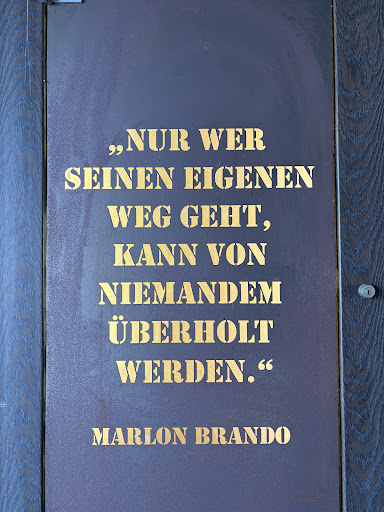 „NUR WER
SEINEN EIGENEN
WEG GEHT,
KANN VON
NIEMANDEM
ÜBERHOLT
WERDEN.“
MARLON BRANDO